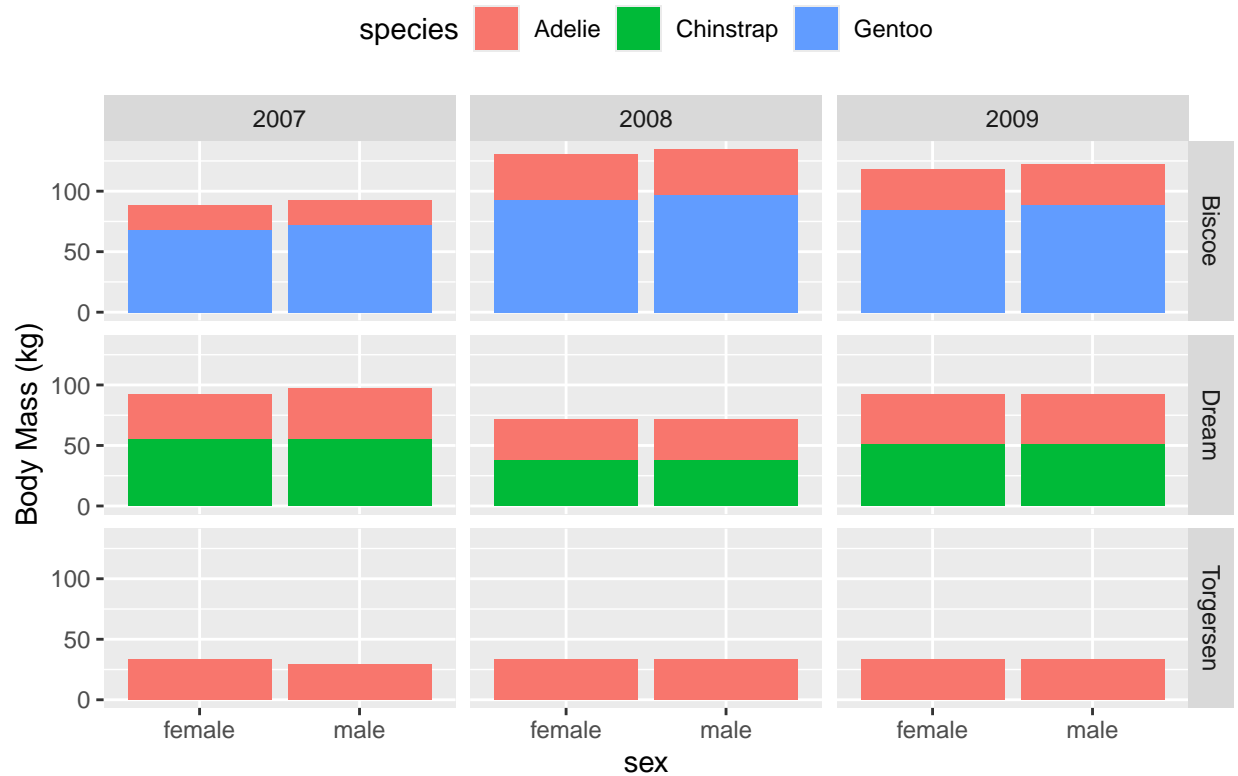 species Adelie Chinstrap Gentoo
2007 2008 2009
Body Mass (kg)
100
50
0
Biscoe
100
50
0
Dream
100
50
0
Torgersen
female male female male female male
sex